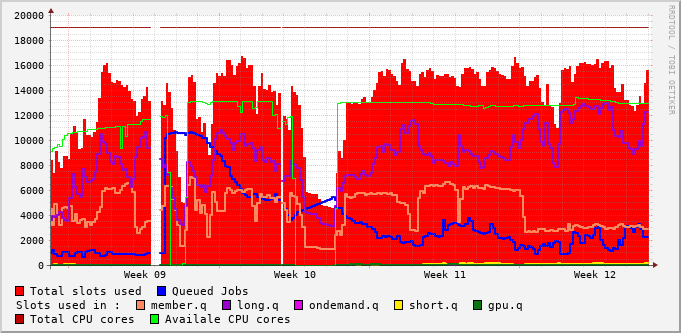 20000
18000
16000
14000
12000
10000
8000
6000
4000
2000
0
Week 09 Week 10 Week 11 Week 12
RRDTOOL / TOBI OETIKER
Total slots used Queued Jobs
Slots used in : member.q long.q ondemand.q short.q gpu.q
Total CPU cores Availale CPU cores